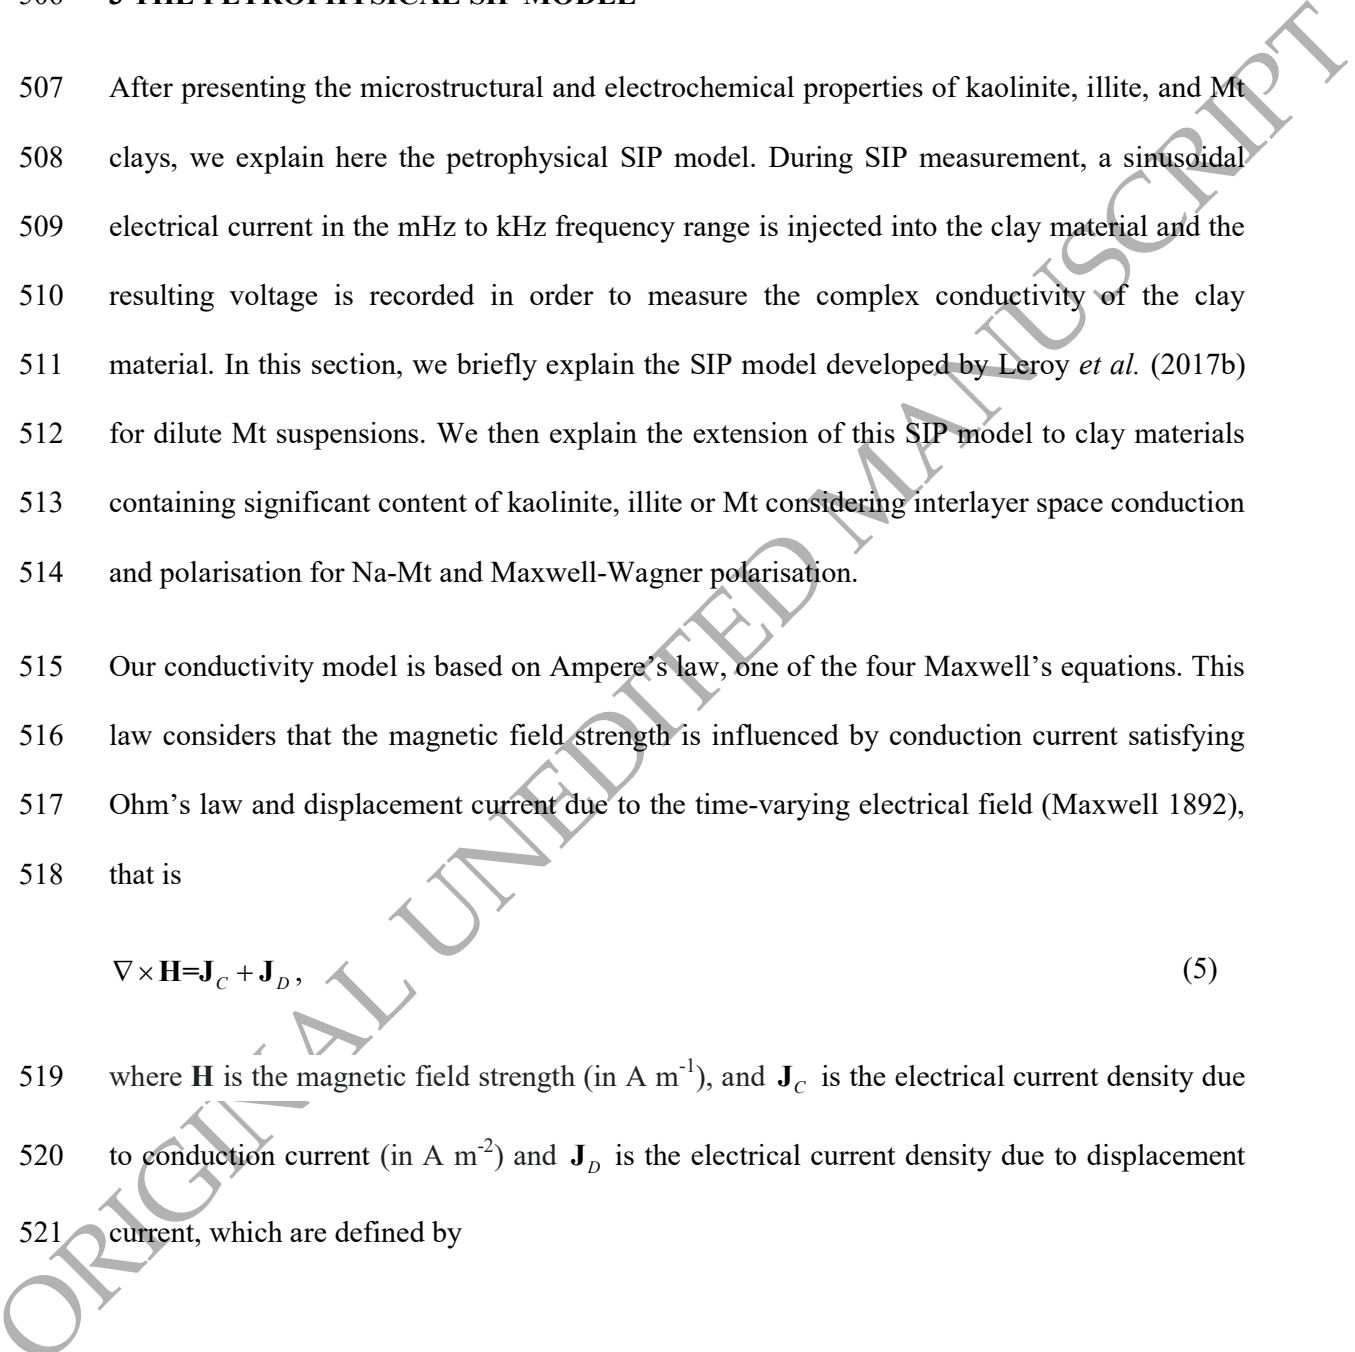 506 3 THE PETROPHYSICAL SIP MODEL
507 After presenting the microstructural and electrochemical properties of kaolinite, illite, and Mt
508 clays, we explain here the petrophysical SIP model. During SIP measurement, a sinusoidal
509 electrical current in the mHz to kHz frequency range is injected into the clay material and the
510 resulting voltage is recorded in order to measure the complex conductivity of the clay
511 material. In this section, we briefly explain the SIP model developed by Leroy et al. (2017b)
512 for dilute Mt suspensions. We then explain the extension of this SIP model to clay materials
513 containing significant content of kaolinite, illite or Mt considering interlayer space conduction
514 and polarisation for Na-Mt and Maxwell-Wagner polarisation.
515 Our conductivity model is based on Ampere’s law, one of the four Maxwell’s equations. This
516 law considers that the magnetic field strength is influenced by conduction current satisfying
517 Ohm’s law and displacement current due to the time-varying electrical field (Maxwell 1892),
518 that is
∇ × H=J_C + J_D, (5)
519 where H is the magnetic field strength (in A m⁻¹), and J_C is the electrical current density due
520 to conduction current (in A m⁻²) and J_D is the electrical current density due to displacement
521 current, which are defined by
ORIGINAL UNEDITED MANUSCRIPT